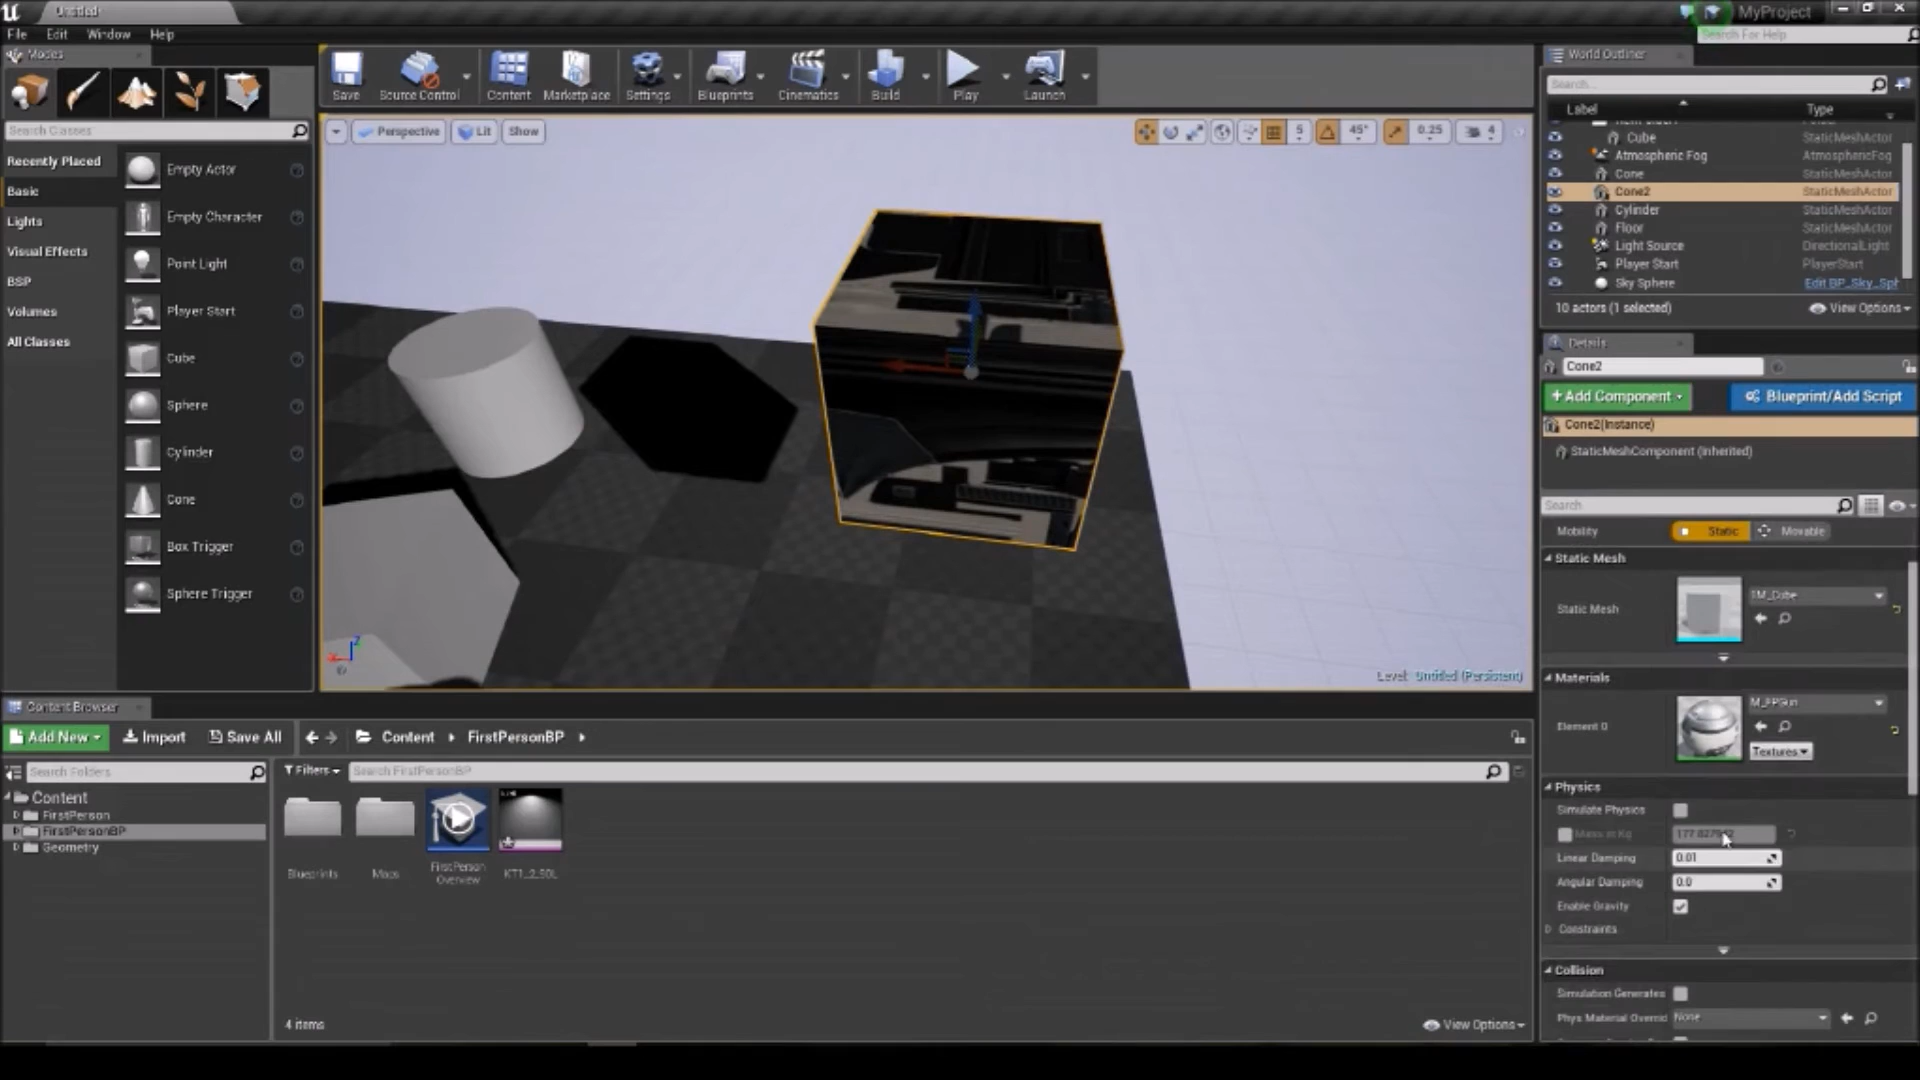 Untitled
MyProject
File Edit Window Help
Search For Help
Modes
Save
Source Control
Content
Marketplace
Settings
Blueprints
Cinematics
Build
Play
Launch
Search Classes
Recently Placed
Basic
Lights
Visual Effects
BSP
Volumes
All Classes
Empty Actor
Empty Character
Point Light
Player Start
Cube
Sphere
Cylinder
Cone
Box Trigger
Sphere Trigger
Perspective
Lit
Show
5
45°
0.25
4
Level: Untitled (Persistent)
World Outliner
Search...
Label Type
Cube StaticMeshActor
Atmospheric Fog AtmosphericFog
Cone StaticMeshActor
Cone2 StaticMeshActor
Cylinder StaticMeshActor
Floor StaticMeshActor
Light Source DirectionalLight
Player Start PlayerStart
Sky Sphere Edit BP_Sky_Sph
10 actors (1 selected)
View Options
Details
Cone2
+Add Component
Blueprint/Add Script
Cone2(Instance)
StaticMeshComponent (Inherited)
Search
Mobility Static Movable
Static Mesh
Static Mesh 1M_Cube
Materials
Element 0 M_FPGun
Textures
Physics
Simulate Physics
Mass in Kg
Linear Damping 0.01
Angular Damping 0.0
Enable Gravity
Constraints
Collision
Simulation Generates
Phys Material Overrid None
Content Browser
Add New Import Save All Content FirstPersonBP
Search Folders
Filters Search FirstPersonBP
Content
FirstPerson
FirstPersonBP
Geometry
Blueprints
Maps
FirstPerson
Overview
4 items
View Options